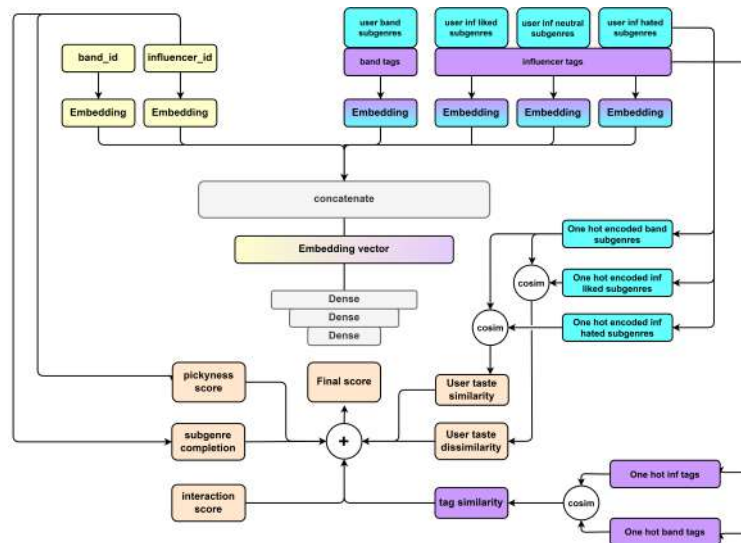 user band
subgenres
user inf liked
subgenres
user inf neutral
subgenres
user inf hated
subgenres
band_id
influencer_id
band tags
influencer tags
Embedding
Embedding
Embedding
Embedding
Embedding
Embedding
concatenate
Embedding vector
One hot encoded band
subgenres
cosim
One hot encoded inf
liked subgenres
Dense
Dense
Dense
cosim
One hot encoded inf
hated subgenres
pickyness
score
Final score
User taste
similarity
subgenre
completion
+
User taste
dissimilarity
interaction
score
tag similarity
cosim
One hot inf tags
One hot band tags